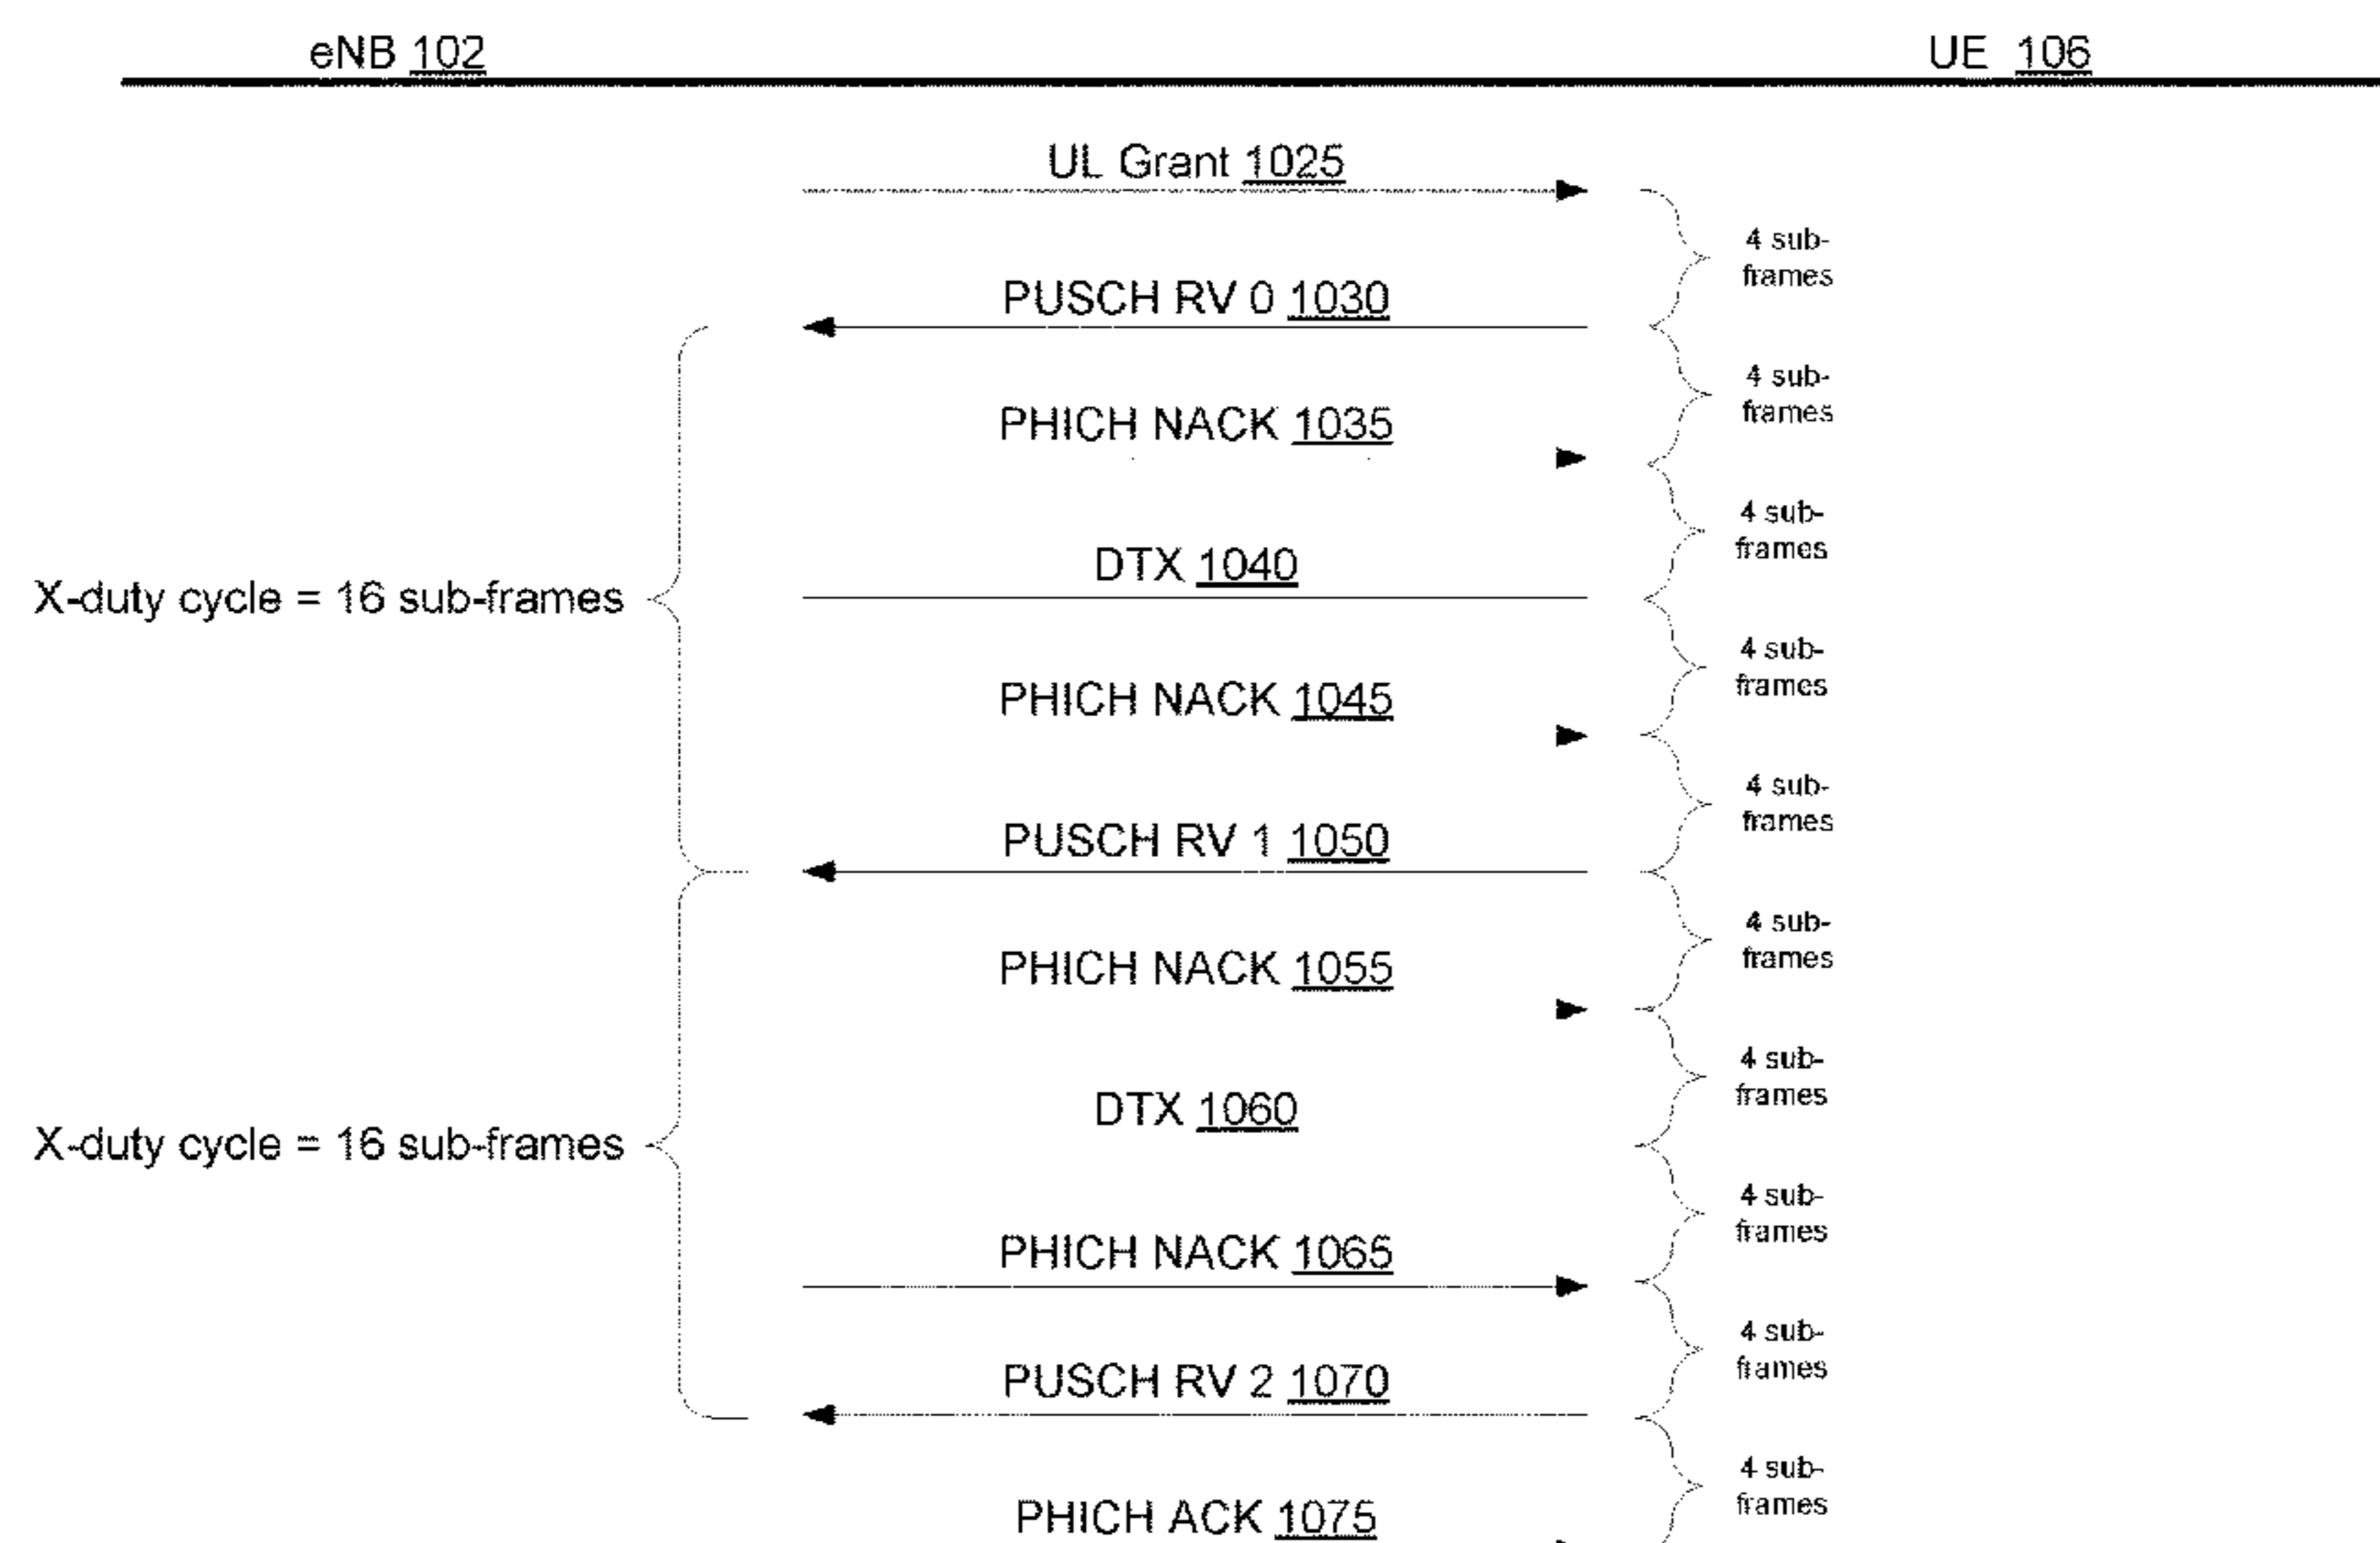 eNB 102
UE 106
UL Grant 1025
4 sub-
frames
PUSCH RV 0 1030
4 sub-
frames
PHICH NACK 1035
4 sub-
frames
DTX 1040
X-duty cycle = 16 sub-frames
4 sub-
frames
PHICH NACK 1045
4 sub-
frames
PUSCH RV 1 1050
4 sub-
frames
PHICH NACK 1055
4 sub-
frames
DTX 1060
X-duty cycle = 16 sub-frames
4 sub-
frames
PHICH NACK 1065
4 sub-
frames
PUSCH RV 2 1070
4 sub-
frames
PHICH ACK 1075